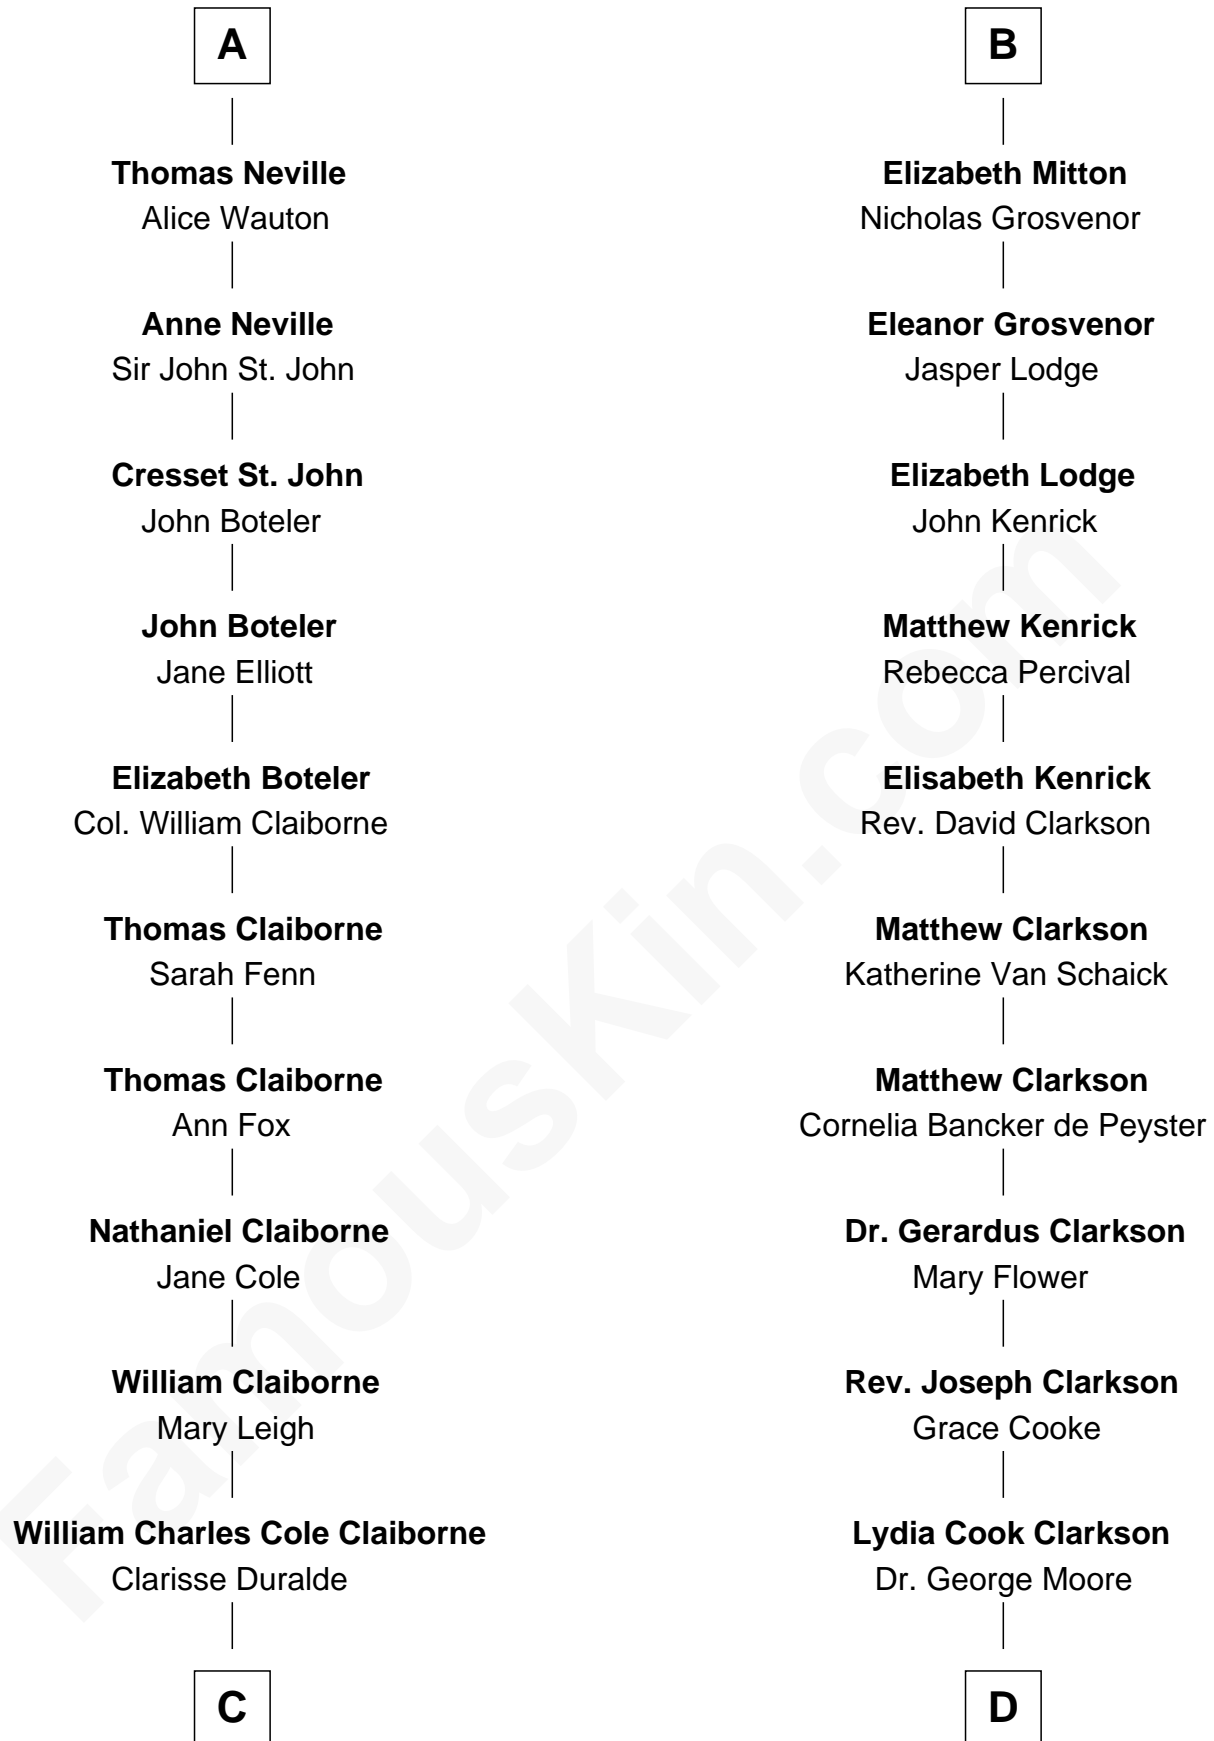 A
Thomas Neville
Alice Wauton
Anne Neville
Sir John St. John
Cresset St. John
John Boteler
John Boteler
Jane Elliott
Elizabeth Boteler
Col. William Claiborne
Thomas Claiborne
Sarah Fenn
Thomas Claiborne
Ann Fox
Nathaniel Claiborne
Jane Cole
William Claiborne
Mary Leigh
William Charles Cole Claiborne
Clarisse Duralde
C
B
Elizabeth Mitton
Nicholas Grosvenor
Eleanor Grosvenor
Jasper Lodge
Elizabeth Lodge
John Kenrick
Matthew Kenrick
Rebecca Percival
Elisabeth Kenrick
Rev. David Clarkson
Matthew Clarkson
Katherine Van Schaick
Matthew Clarkson
Cornelia Bancker de Peyster
Dr. Gerardus Clarkson
Mary Flower
Rev. Joseph Clarkson
Grace Cooke
Lydia Cook Clarkson
Dr. George Moore
D
FamousKin.com